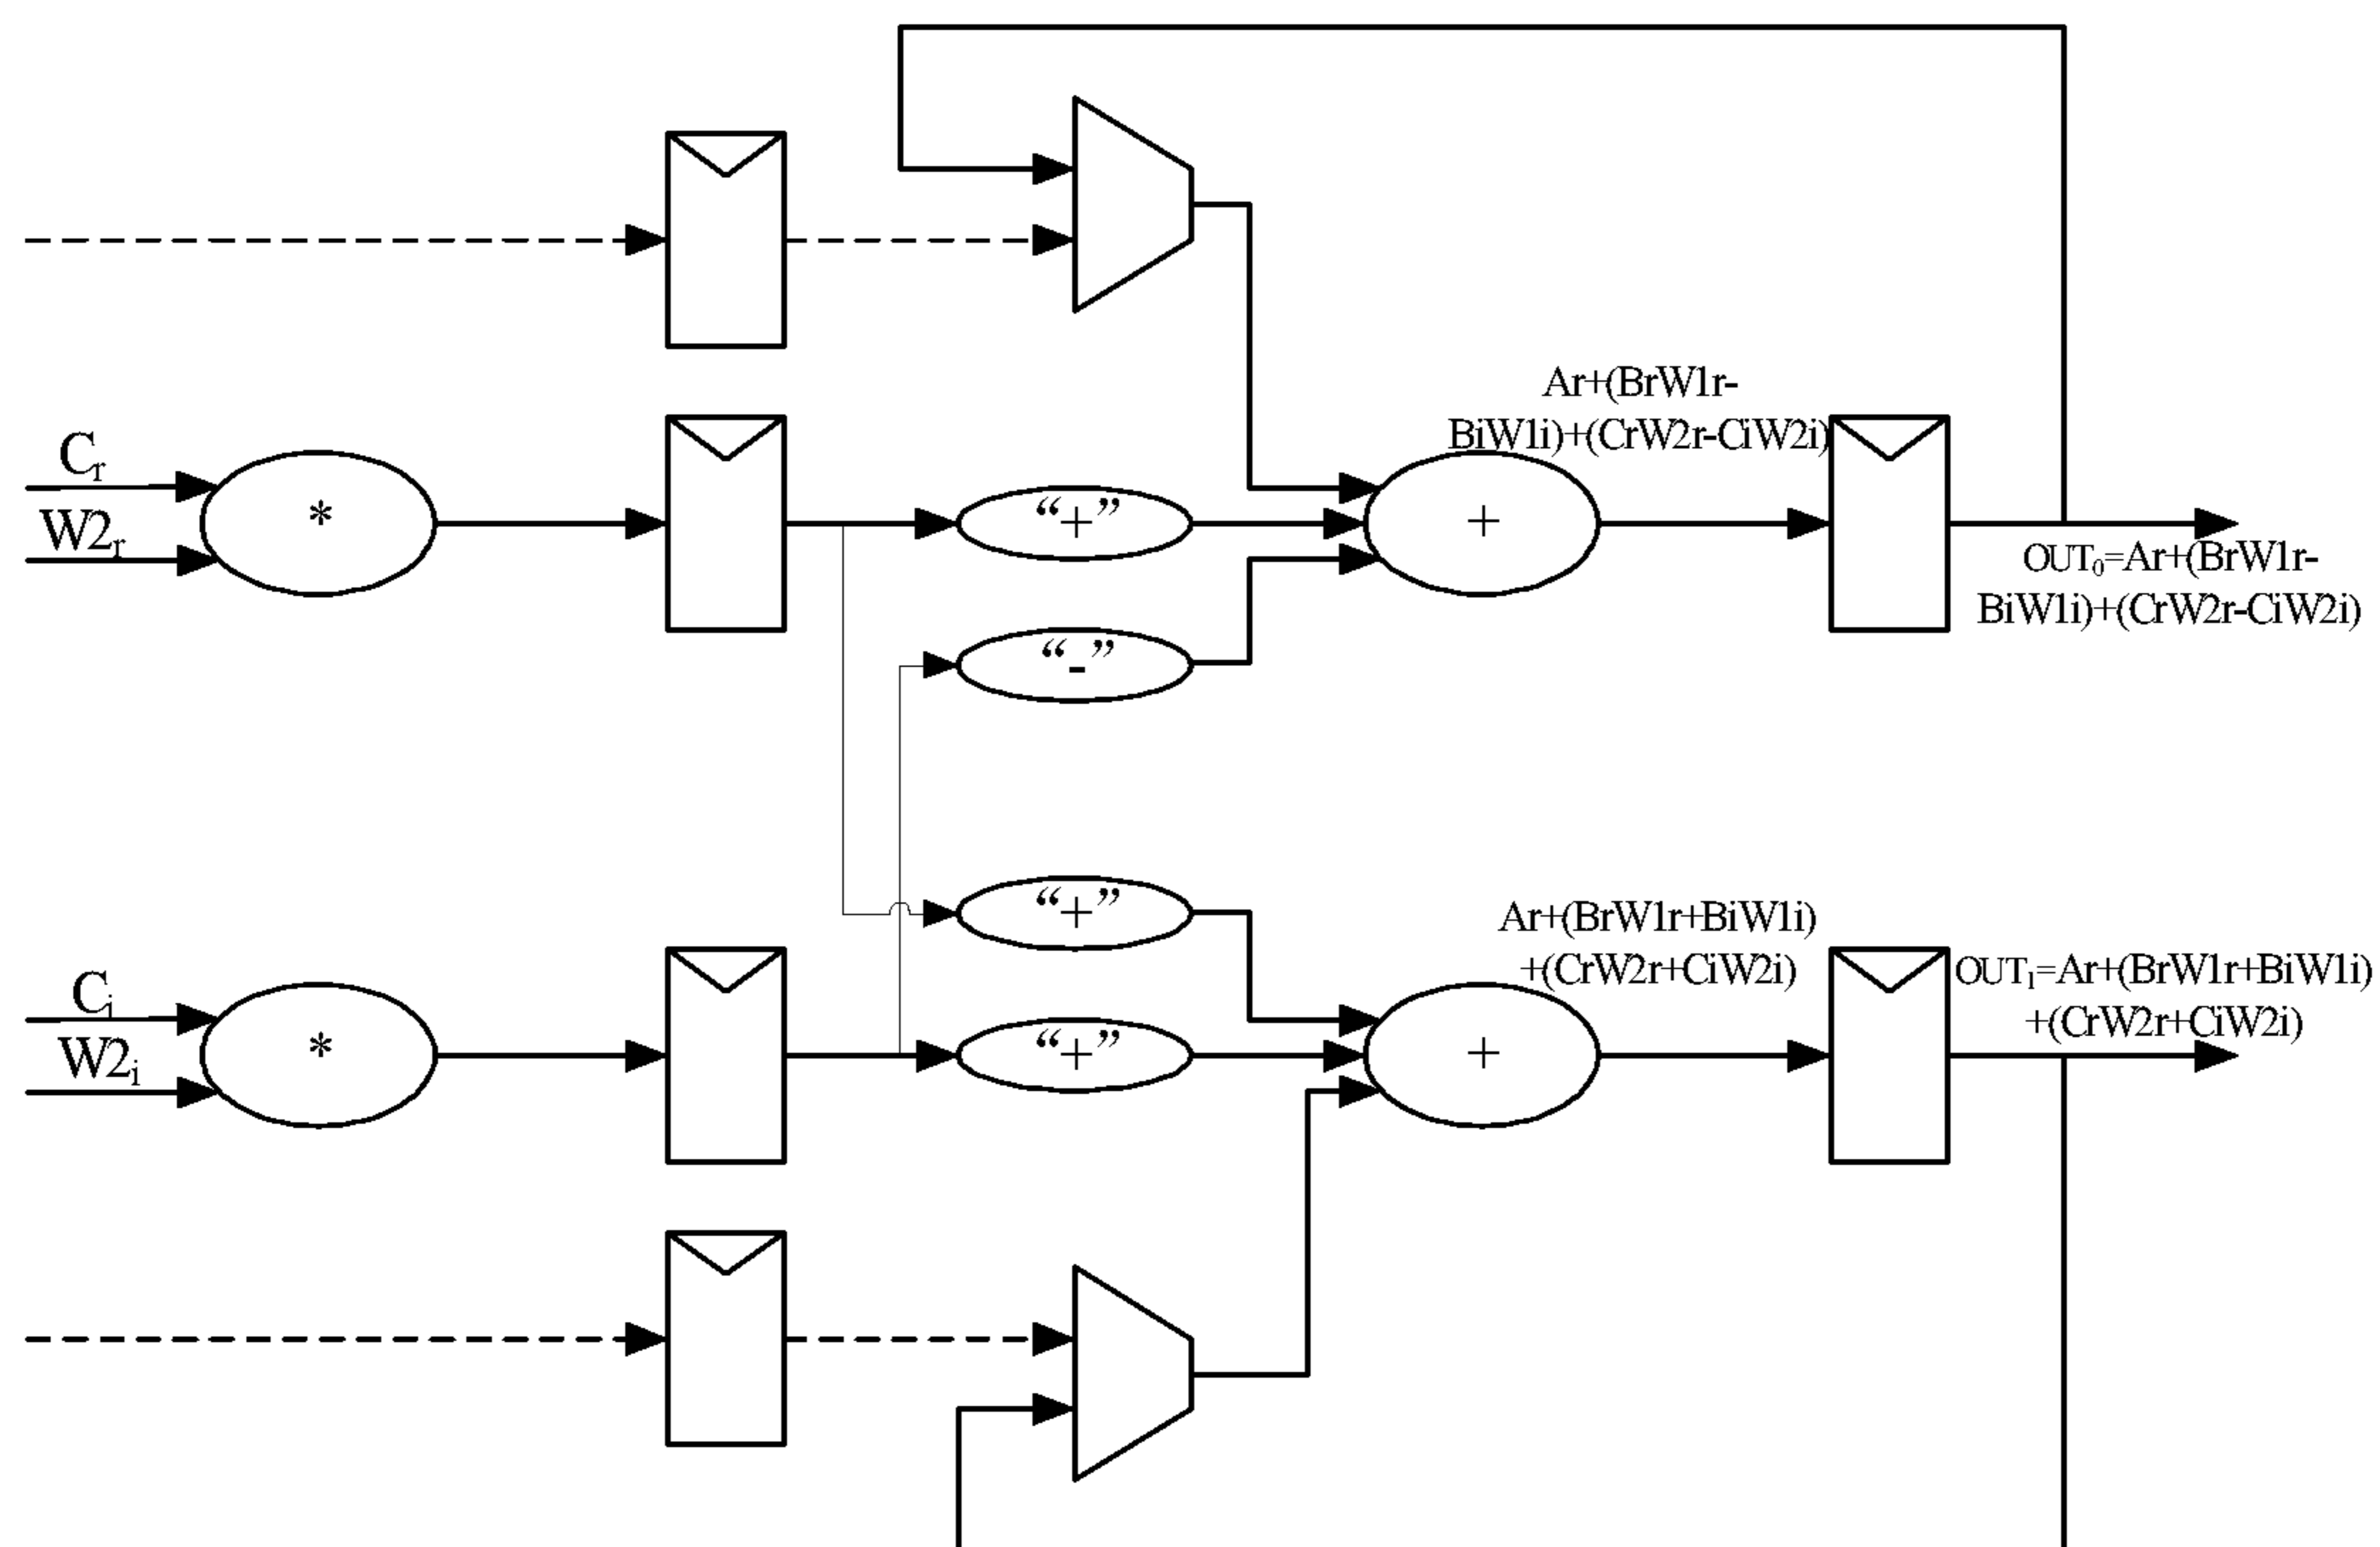 Ar+(BrW1r-
BiW1i)+(CrW2r-CiW2i)
Cr
*
W2r
“+”
+
OUT0=Ar+(BrW1r-
BiW1i)+(CrW2r-CiW2i)
“-”
“+”
Ar+(BrW1r+BiW1i)
+(CrW2r+CiW2i)
OUT1=Ar+(BrW1r+BiW1i)
+(CrW2r+CiW2i)
Ci
*
W2i
“+”
+